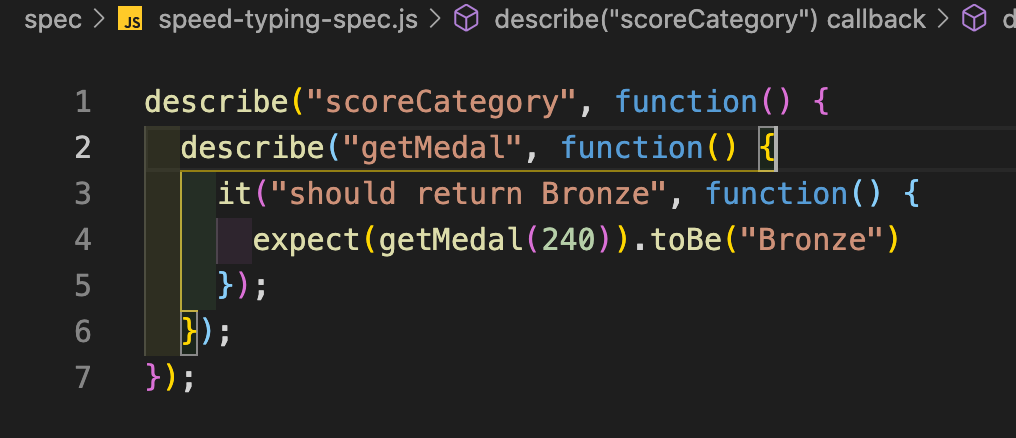 spec > JS speed-typing-spec.js > describe("scoreCategory") callback > d
1 describe("scoreCategory", function() {
2 describe("getMedal", function() {
3 it("should return Bronze", function() {
4 expect(getMedal(240)).toBe("Bronze")
5 });
6 });
7 });